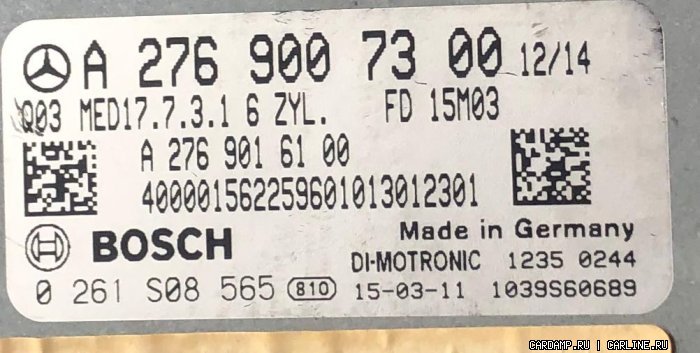 A 276 900 73 00 12/14
Q03 MED17.7.3.1 6 ZYL. FD 15M03
A 276 901 61 00
400001562259601013012301
BOSCH
Made in Germany
DI-MOTRONIC 1235 0244
0 261 S08 565 810 15-03-11 1039S60689
CARDAMP.RU | CARLINE.RU